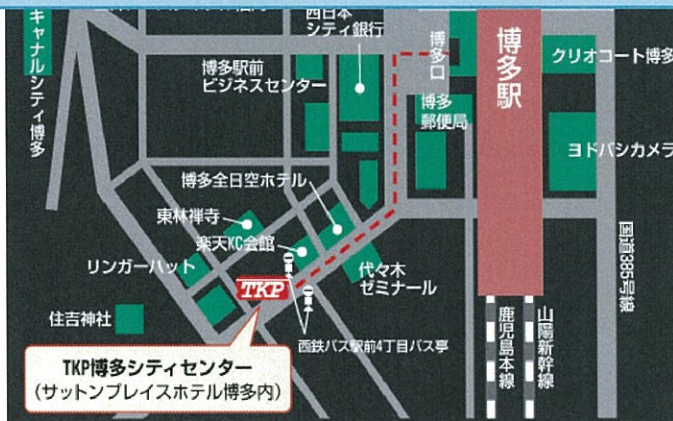 キャナルシティ博多
西日本
シティ銀行
博多駅前
ビジネスセンター
博多口
博多駅
クリオコート博多
博多
郵便局
ヨドバシカメラ
博多全日空ホテル
東林禅寺
楽天KC会館
リンガーハット
TKP
代々木
ゼミナール
国道385号線
住吉神社
西鉄バス駅前4丁目バス亭
鹿児島本線
山陽新幹線
TKP博多シティセンター
(サットンプレイスホテル博多内)